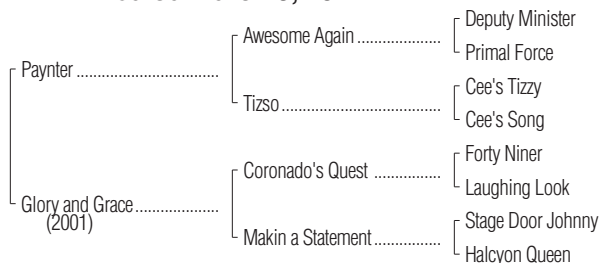 Deputy Minister
Awesome Again
Primal Force
Paynter
Cee's Tizzy
Tizso
Cee's Song
Forty Niner
Coronado's Quest
Laughing Look
Glory and Grace
(2001)
Stage Door Johnny
Makin a Statement
Halcyon Queen